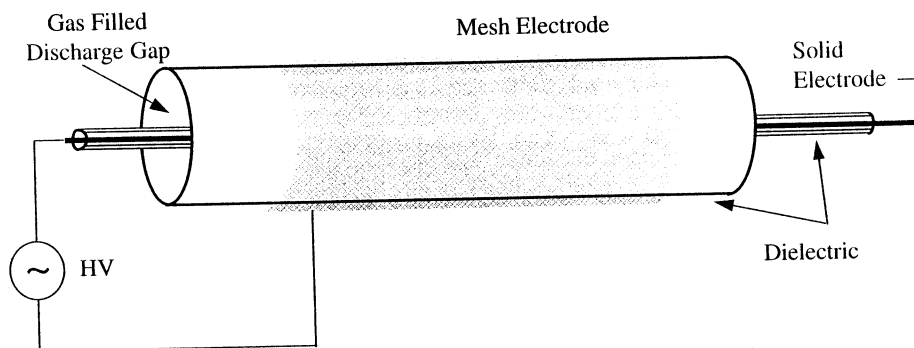 Gas Filled
Discharge Gap
Mesh Electrode
Solid
Electrode
HV
Dielectric